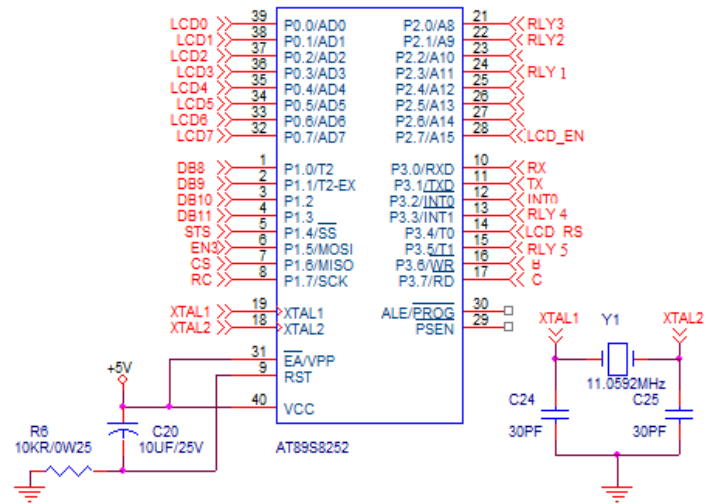 LCD0 39 P0.0/AD0 P2.0/A8 21 RLY3
LCD1 38 P0.1/AD1 P2.1/A9 22 RLY2
LCD2 37 P0.2/AD2 P2.2/A10 23
LCD3 36 P0.3/AD3 P2.3/A11 24 RLY 1
LCD4 35 P0.4/AD4 P2.4/A12 25
LCD5 34 P0.5/AD5 P2.5/A13 26
LCD6 33 P0.6/AD6 P2.6/A14 27
LCD7 32 P0.7/AD7 P2.7/A15 28 LCD_EN
DB8 1 P1.0/T2 P3.0/RXD 10 RX
DB9 2 P1.1/T2-EX P3.1/TXD 11 TX
DB10 3 P1.2 P3.2/INT0 12 INT0
DB11 4 P1.3 P3.3/INT1 13 RLY 4
STS 5 P1.4/SS P3.4/T0 14 LCD RS
EN3 6 P1.5/MOSI P3.5/T1 15 RLY 5
CS 7 P1.6/MISO P3.6/WR 16
RC 8 P1.7/SCK P3.7/RD 17 C
XTAL1 19 XTAL1 ALE/PROG 30
XTAL2 18 XTAL2 PSEN 29
XTAL1 Y1 XTAL2
31 EA/VPP
+5V 9 RST
11.0592MHz
40 VCC
C24 C25
R6 C20
10KR/0W25 10UF/25V AT89S8252
30PF 30PF